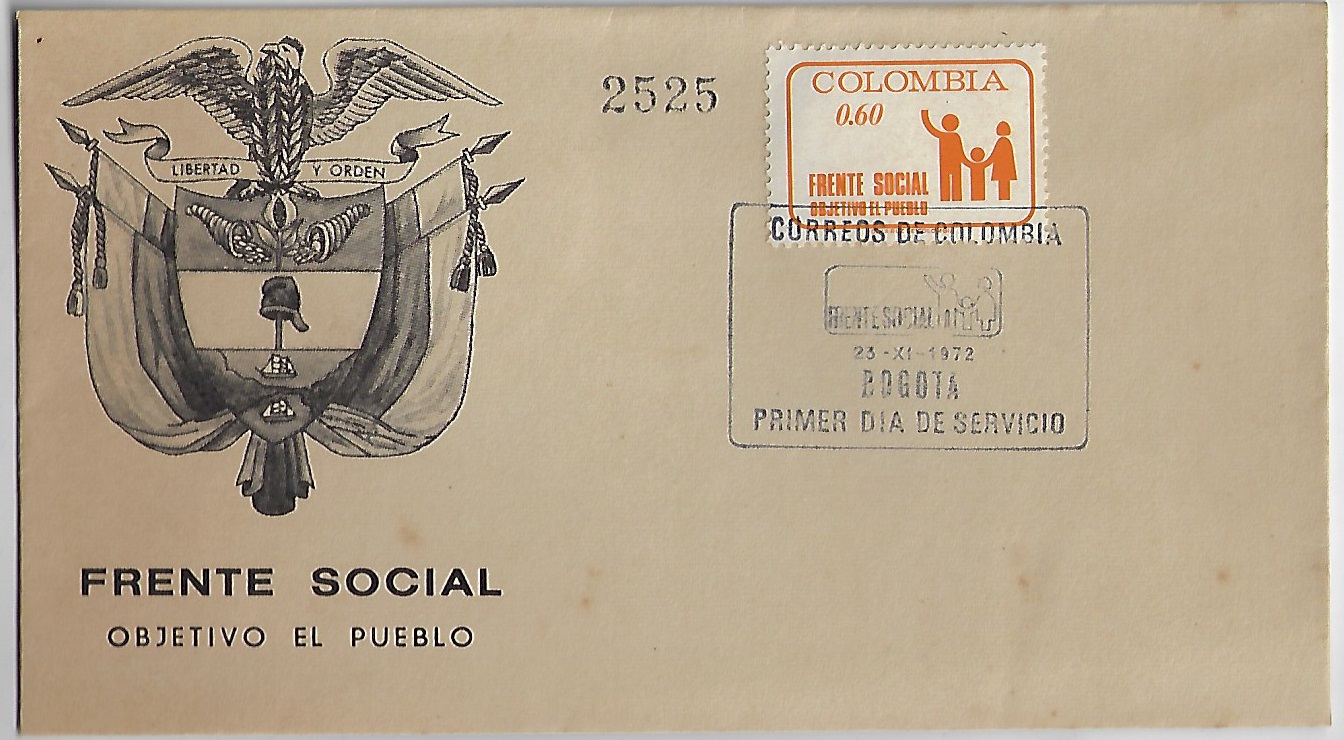 LIBERTAD Y ORDEN
2525
COLOMBIA
0.60
FRENTE SOCIAL
OBJETIVO EL PUEBLO
CORREOS DE COLOMBIA
FRENTE SOCIAL
23-XI-1972
BOGOTA
PRIMER DIA DE SERVICIO
FRENTE SOCIAL
OBJETIVO EL PUEBLO